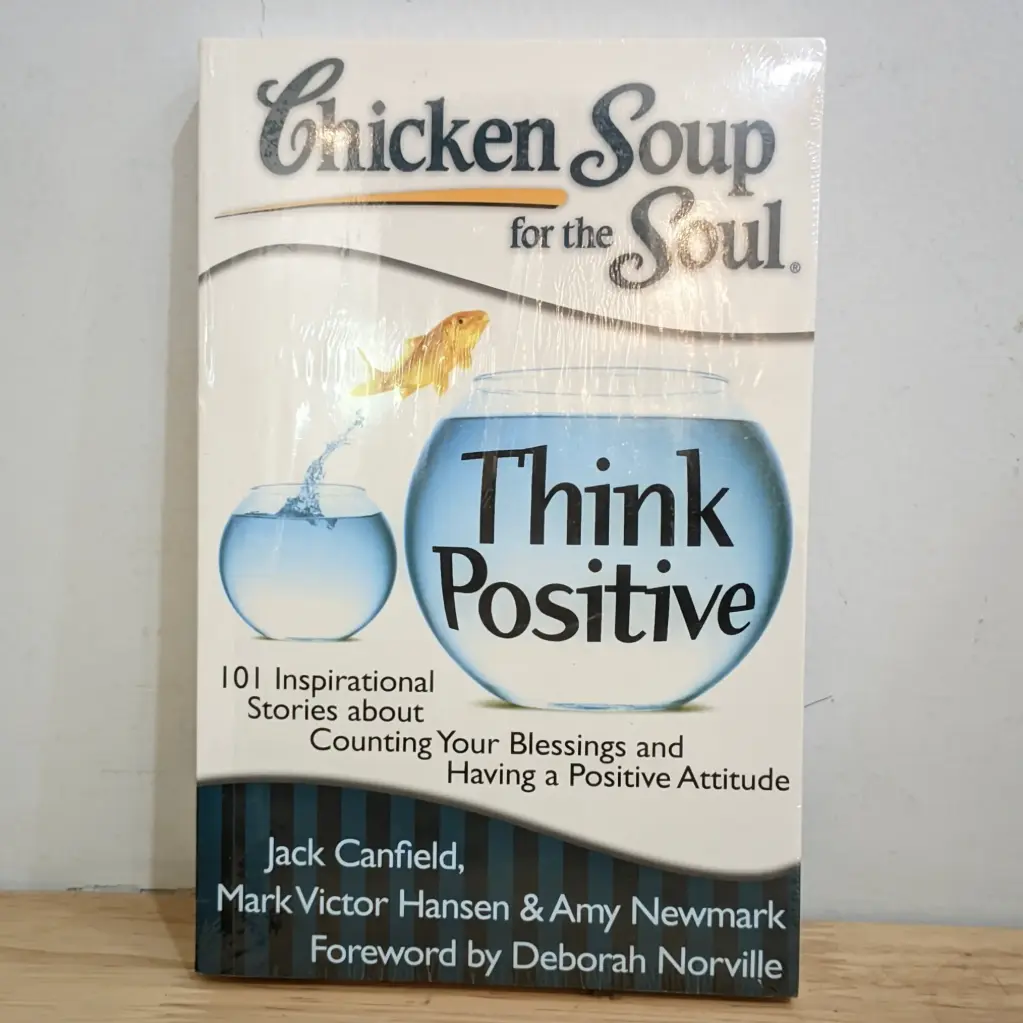 Chicken Soup
for the Soul®
Think
Positive
101 Inspirational
Stories about
Counting Your Blessings and
Having a Positive Attitude
Jack Canfield,
Mark Victor Hansen & Amy Newmark
Foreword by Deborah Norville